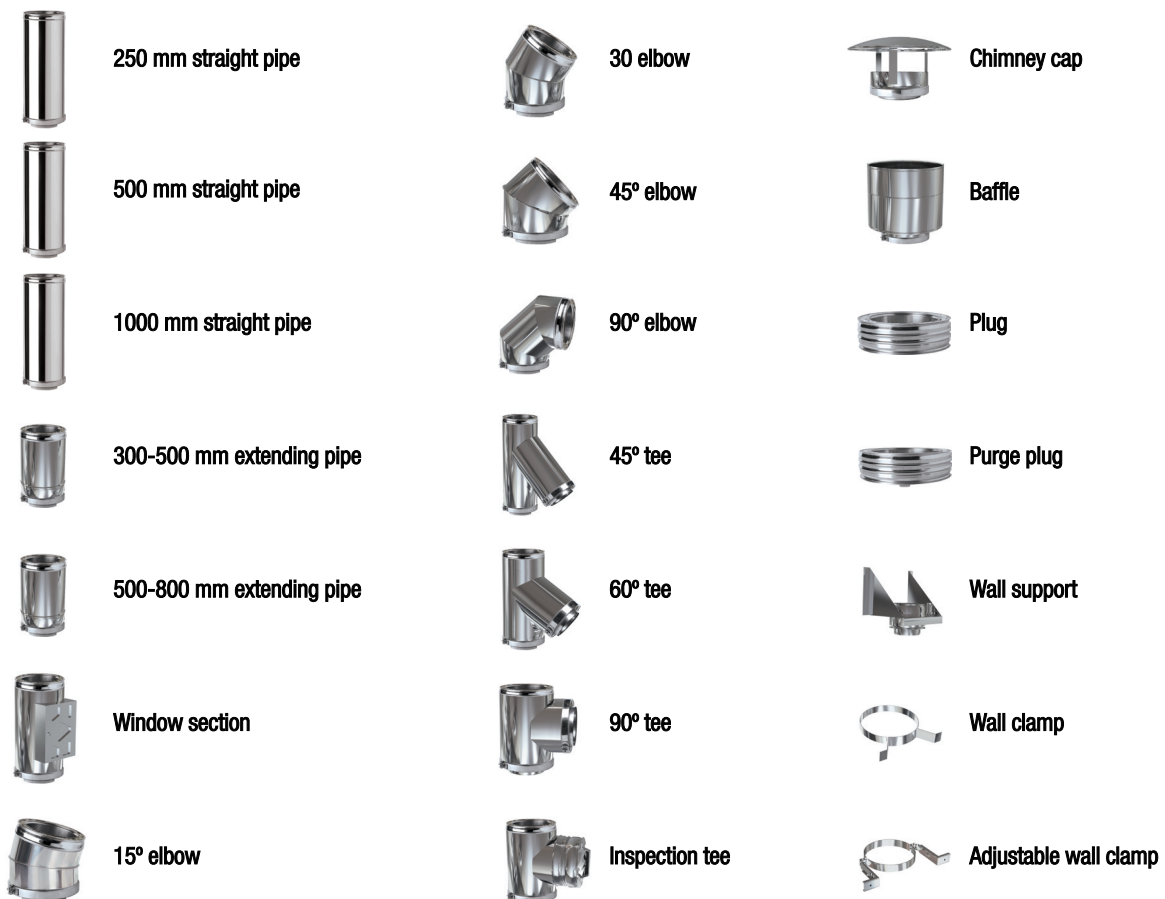 250 mm straight pipe
500 mm straight pipe
1000 mm straight pipe
300-500 mm extending pipe
500-800 mm extending pipe
Window section
15º elbow
30 elbow
45º elbow
90º elbow
45º tee
60º tee
90º tee
Inspection tee
Chimney cap
Baffle
Plug
Purge plug
Wall support
Wall clamp
Adjustable wall clamp